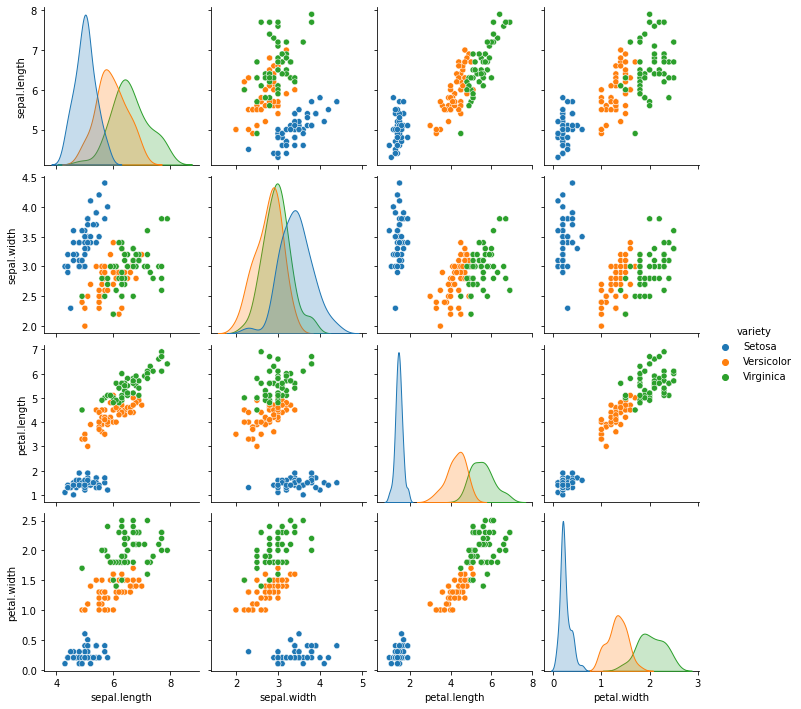 8
7
6
5
sepal.length
4.5
4.0
3.5
3.0
2.5
2.0
sepal.width
variety
Setosa
Versicolor
Virginica
7
6
5
4
3
2
1
petal.length
2.5
2.0
1.5
1.0
0.5
0.0
petal.width
4 6 8
2 3 4 5
2 4 6 8
0 1 2 3
sepal.length sepal.width petal.length petal.width